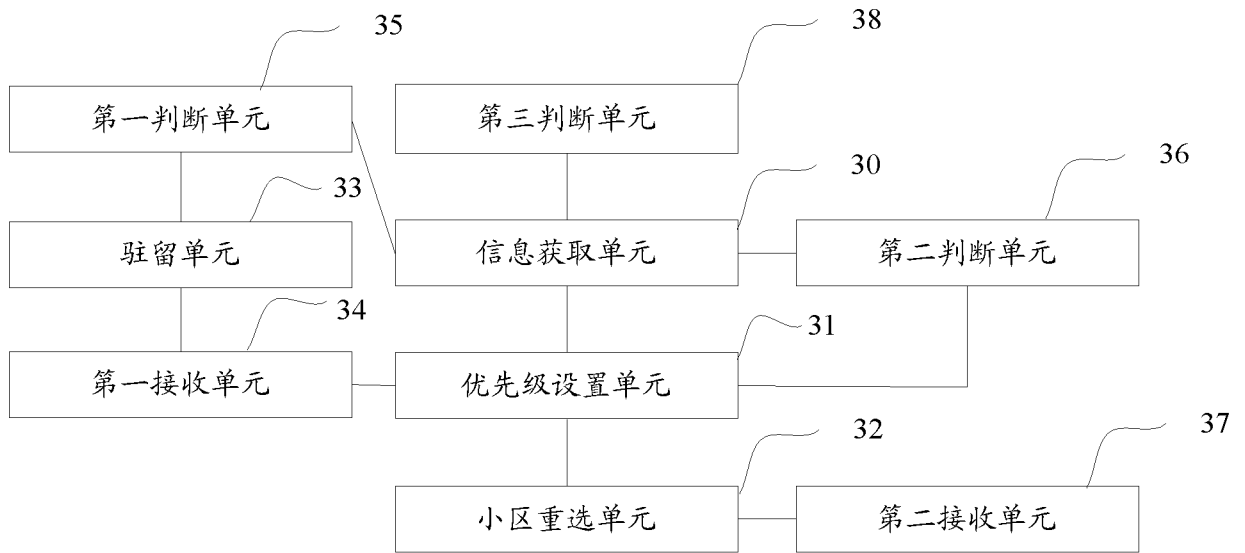 35
38
第一判断单元
第三判断单元
33
30
36
驻留单元
信息获取单元
第二判断单元
34
31
第一接收单元
优先级设置单元
32
37
小区重选单元
第二接收单元